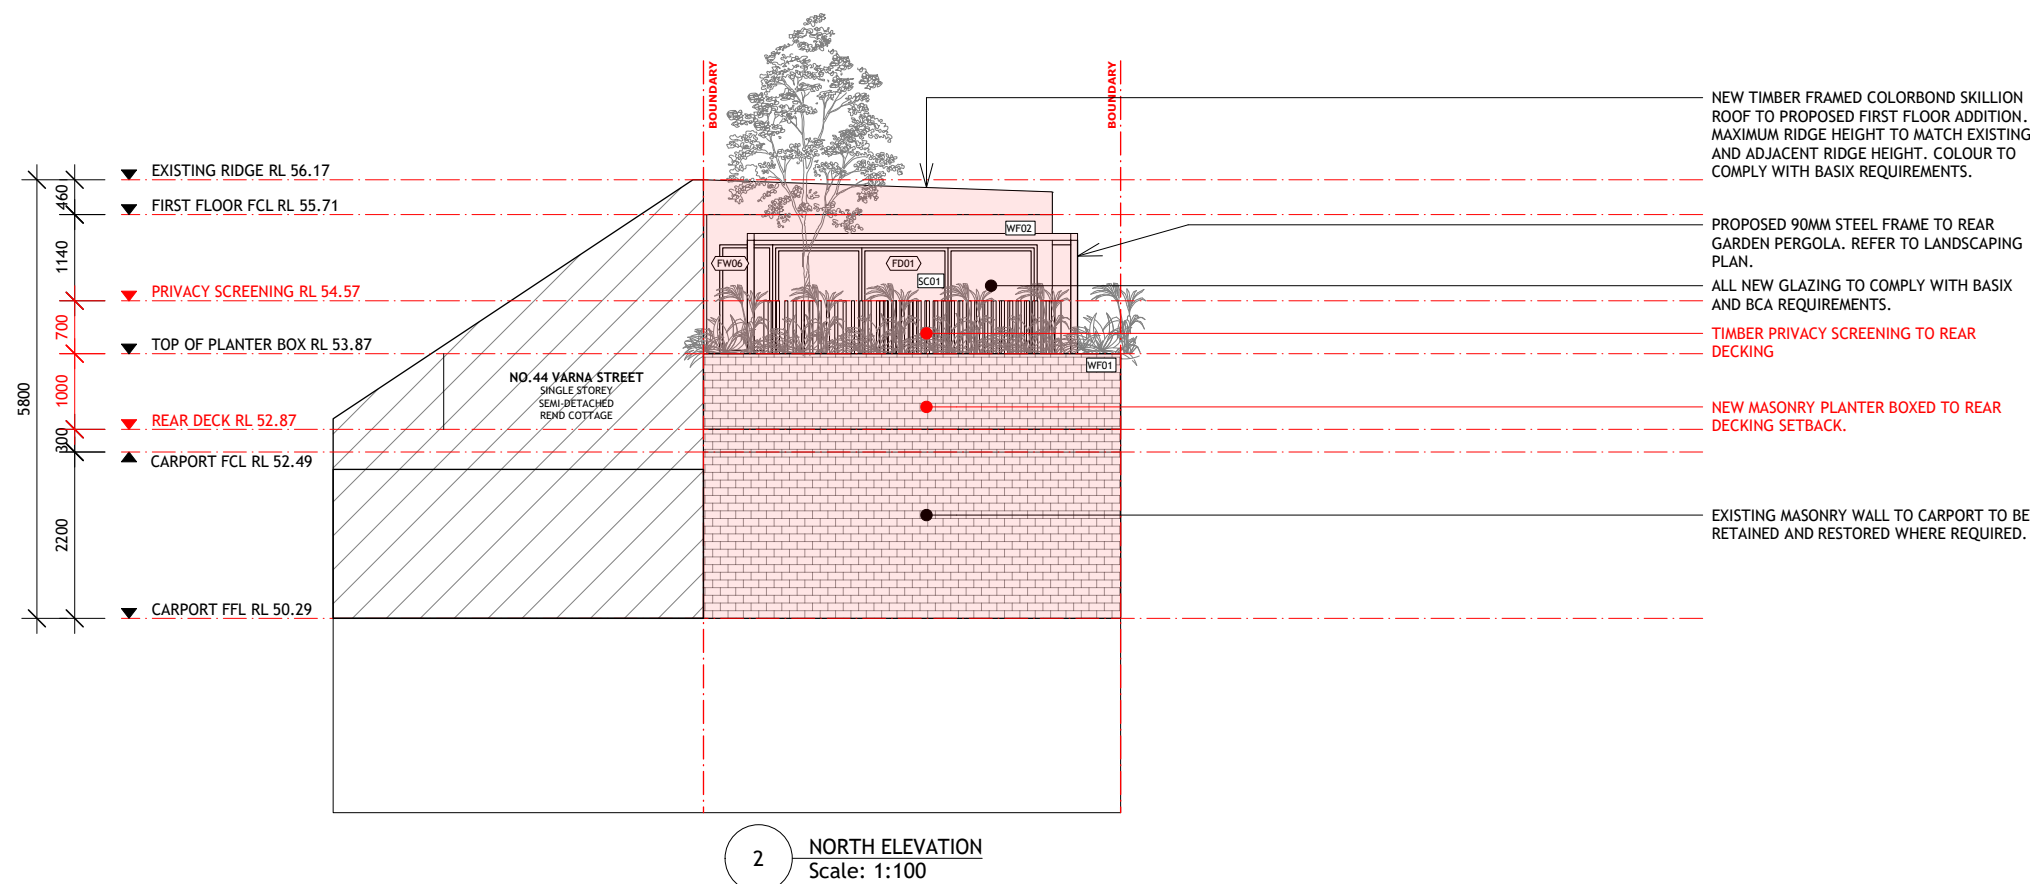 BOUNDARY
BOUNDARY
EXISTING RIDGE RL 56.17
FIRST FLOOR FCL RL 55.71
PRIVACY SCREENING RL 54.57
TOP OF PLANTER BOX RL 53.87
REAR DECK RL 52.87
CARPORT FCL RL 52.49
CARPORT FFL RL 50.29
5800
460
1140
700
1000
300
2200
WF02
FW06
FD01
SC01
WF01
NO.44 VARNA STREET
SINGLE STOREY
SEMI-DETACHED
REND COTTAGE
NEW TIMBER FRAMED COLORBOND SKILLION
ROOF TO PROPOSED FIRST FLOOR ADDITION.
MAXIMUM RIDGE HEIGHT TO MATCH EXISTING
AND ADJACENT RIDGE HEIGHT. COLOUR TO
COMPLY WITH BASIX REQUIREMENTS.
PROPOSED 90MM STEEL FRAME TO REAR
GARDEN PERGOLA. REFER TO LANDSCAPING
PLAN.
ALL NEW GLAZING TO COMPLY WITH BASIX
AND BCA REQUIREMENTS.
TIMBER PRIVACY SCREENING TO REAR
DECKING
NEW MASONRY PLANTER BOXED TO REAR
DECKING SETBACK.
EXISTING MASONRY WALL TO CARPORT TO BE
RETAINED AND RESTORED WHERE REQUIRED.
2
NORTH ELEVATION
Scale: 1:100